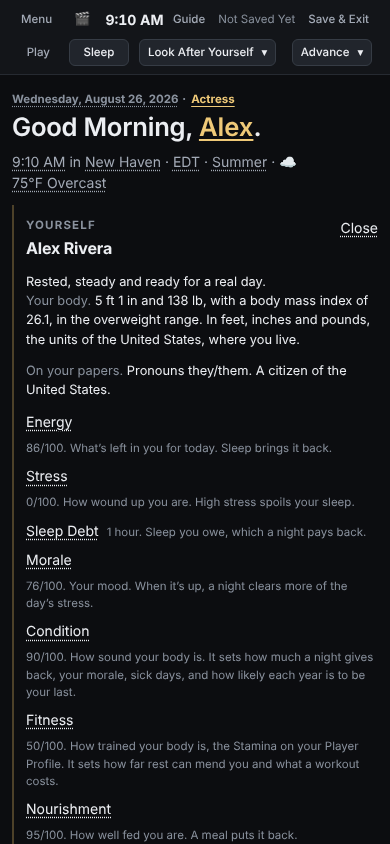 Menu 🎬 9:10 AM Guide Not Saved Yet Save & Exit
Play Sleep Look After Yourself ▾ Advance ▾
Wednesday, August 26, 2026 · Actress
Good Morning, Alex.
9:10 AM in New Haven · EDT · Summer · ☁️
75°F Overcast
YOURSELF
Close
Alex Rivera
Rested, steady and ready for a real day.
Your body. 5 ft 1 in and 138 lb, with a body mass index of
26.1, in the overweight range. In feet, inches and pounds,
the units of the United States, where you live.
On your papers. Pronouns they/them. A citizen of the
United States.
Energy
86/100. What’s left in you for today. Sleep brings it back.
Stress
0/100. How wound up you are. High stress spoils your sleep.
Sleep Debt 1 hour. Sleep you owe, which a night pays back.
Morale
76/100. Your mood. When it’s up, a night clears more of the
day’s stress.
Condition
90/100. How sound your body is. It sets how much a night gives
back, your morale, sick days, and how likely each year is to be
your last.
Fitness
50/100. How trained your body is, the Stamina on your Player
Profile. It sets how far rest can mend you and what a workout
costs.
Nourishment
95/100. How well fed you are. A meal puts it back.